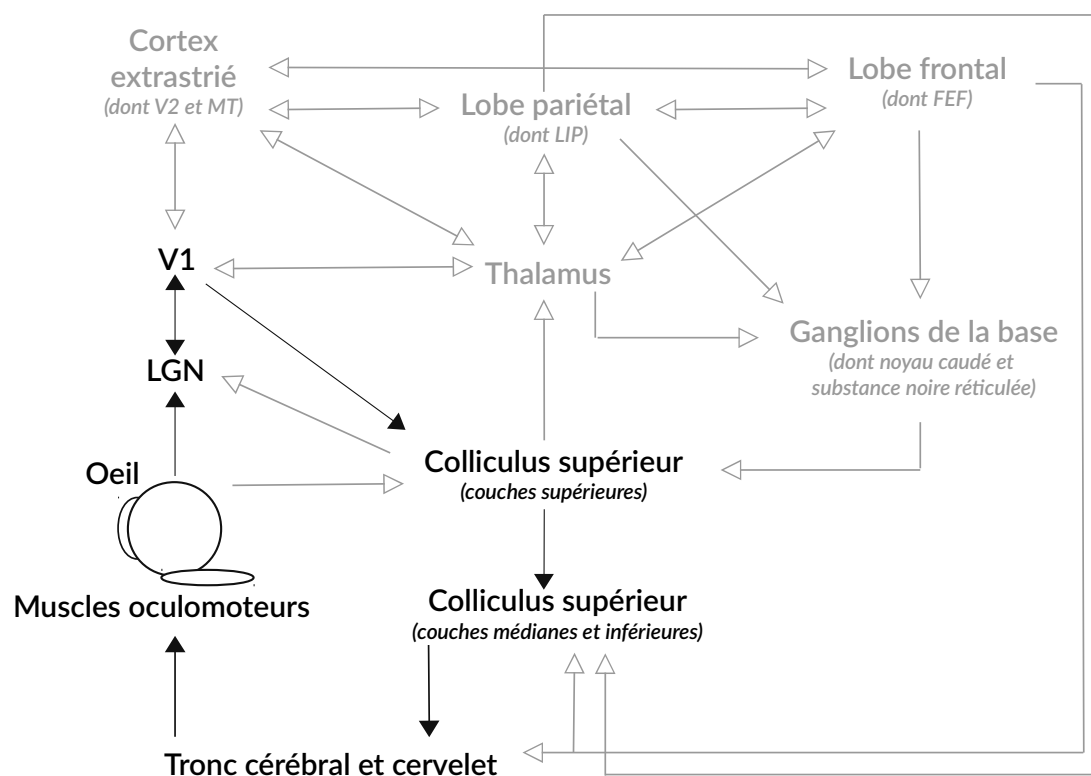 Cortex
extrastrié
(dont V2 et MT)
Lobe pariétal
(dont LIP)
Lobe frontal
(dont FEF)
V1
Thalamus
Ganglions de la base
(dont noyau caudé et
substance noire réticulée)
LGN
Oeil
Colliculus supérieur
(couches supérieures)
Muscles oculomoteurs
Colliculus supérieur
(couches médianes et inférieures)
Tronc cérébral et cervelet